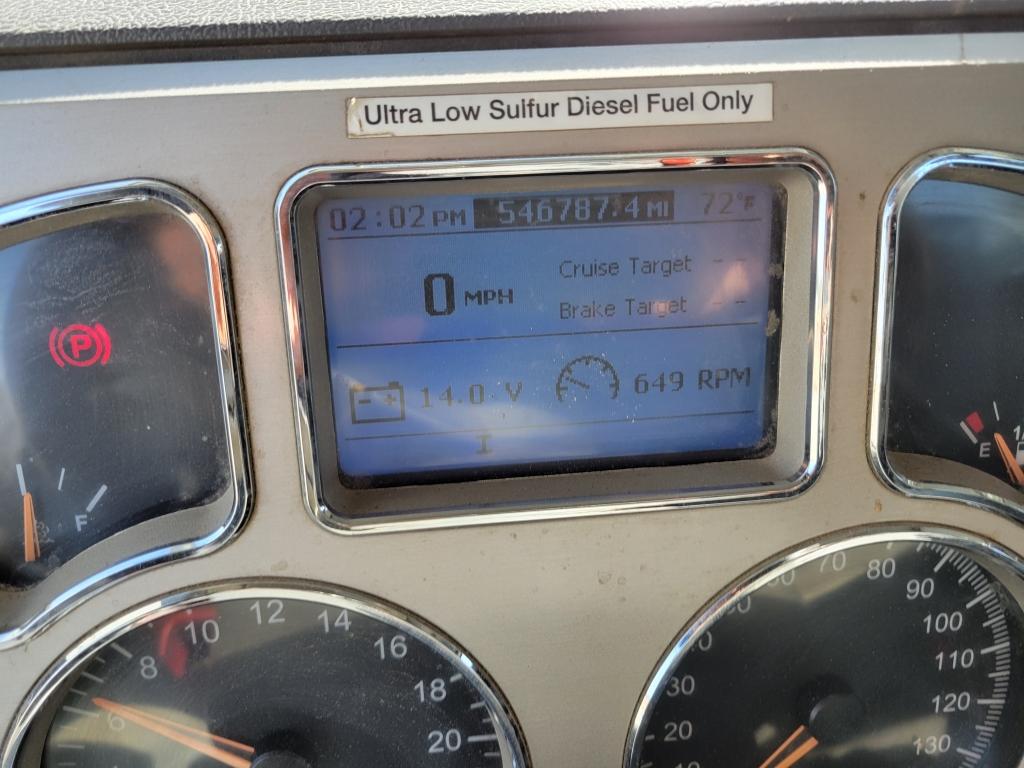 Ultra Low Sulfur Diesel Fuel Only
02:02 PM 546787.4 MI 72°F
0 MPH
Cruise Target - -
Brake Target - -
14.0 V 649 RPM
I
P
F
E
6
8
10
12
14
16
18
20
20
30
70
80
90
100
110
120
130